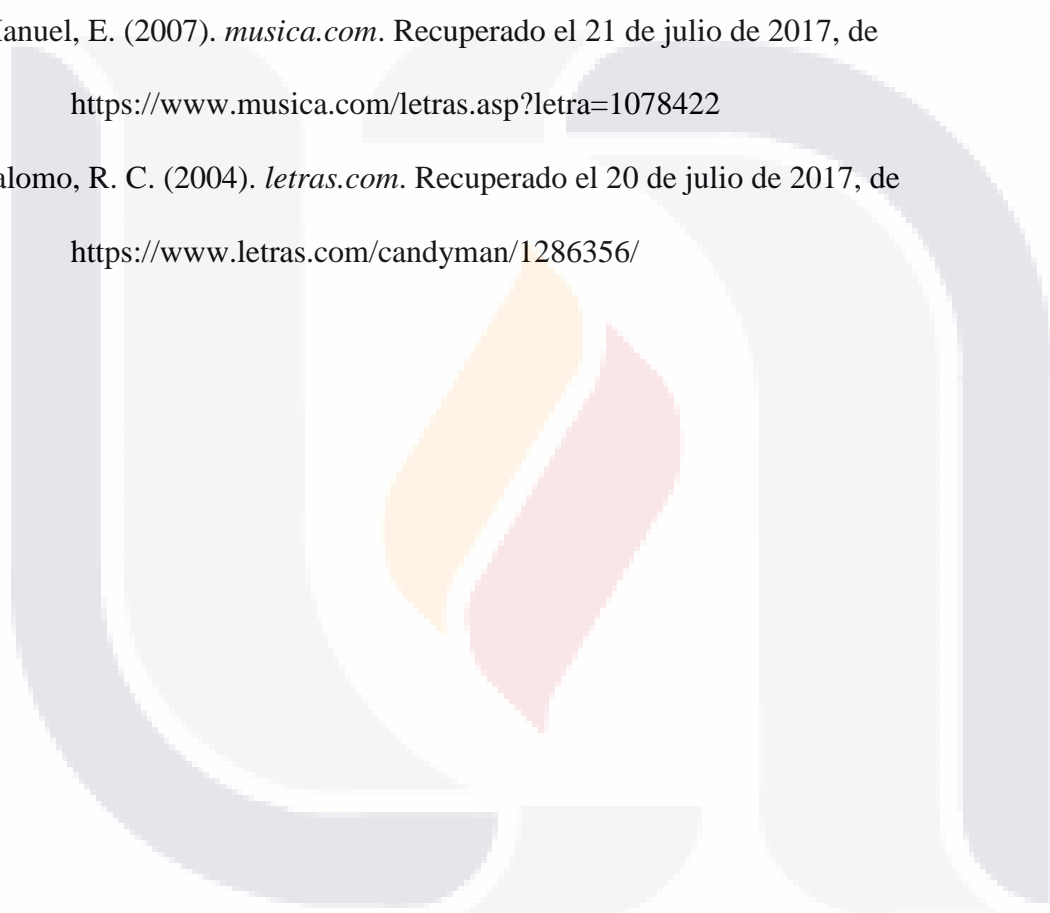 anuel, E. (2007). musica.com. Recuperado el 21 de julio de 2017, de
https://www.musica.com/letras.asp?letra=1078422
alomo, R. C. (2004). letras.com. Recuperado el 20 de julio de 2017, de
https://www.letras.com/candyman/1286356/